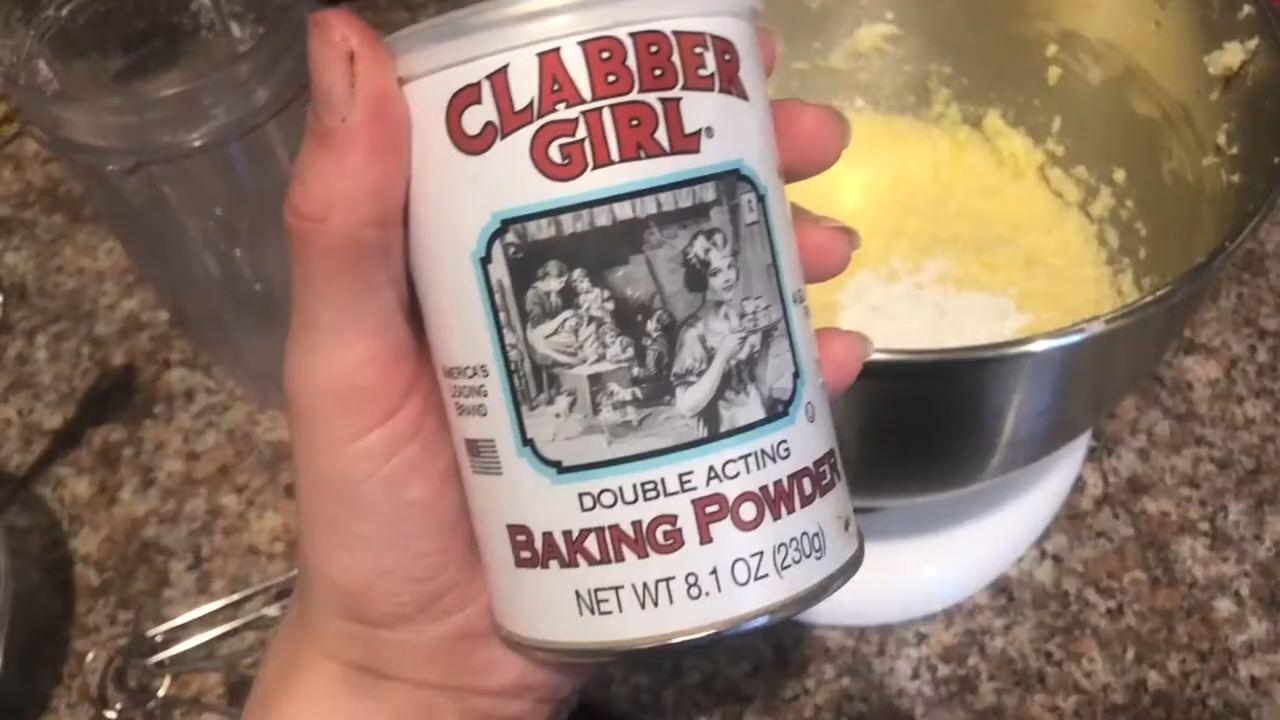 CLABBER
GIRL®
AMERICA'S
LEADING
BRAND
DOUBLE ACTING
BAKING POWDER
NET WT 8.1 OZ (230g)